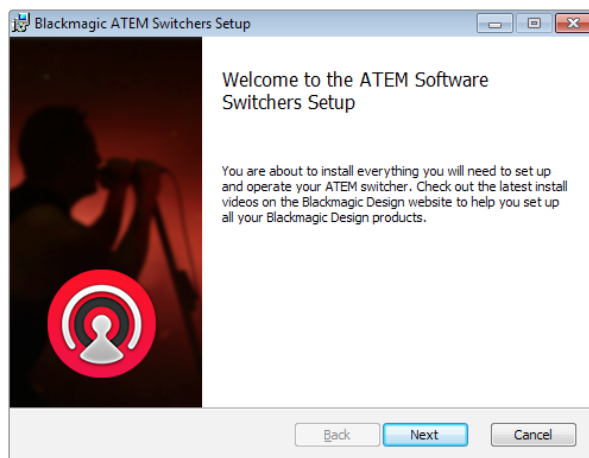 Blackmagic ATEM Switchers Setup
Welcome to the ATEM Software
Switchers Setup
You are about to install everything you will need to set up
and operate your ATEM switcher. Check out the latest install
videos on the Blackmagic Design website to help you set up
all your Blackmagic Design products.
Back Next Cancel